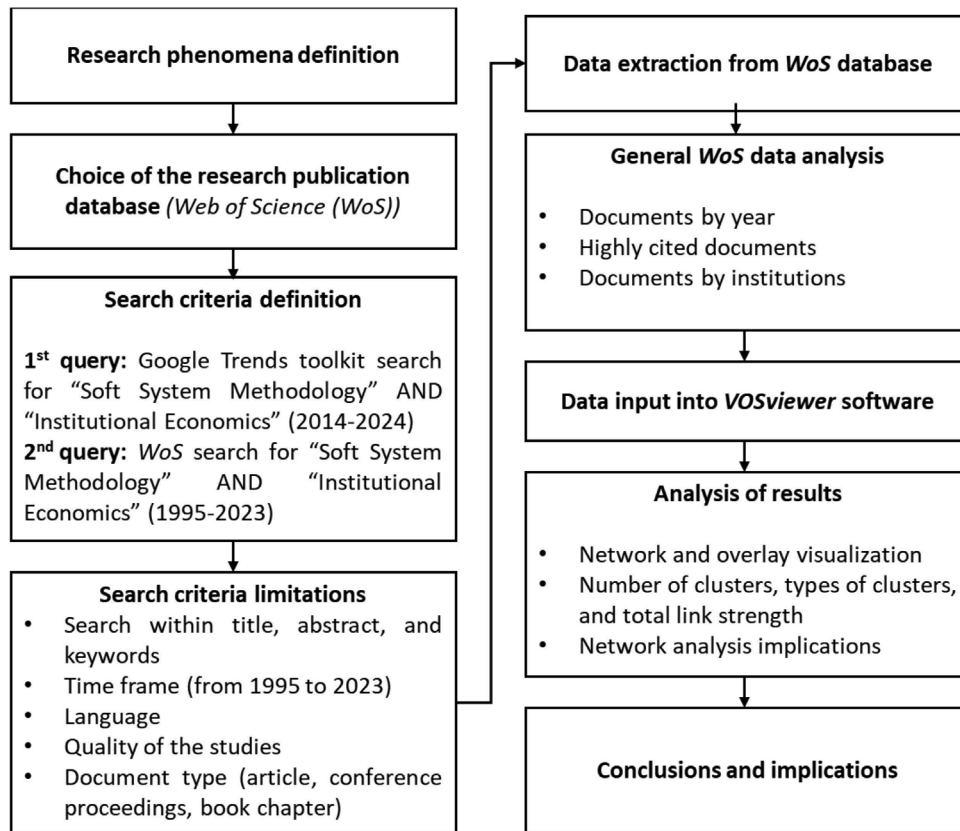 Research phenomena definition
Choice of the research publication
database (Web of Science (WoS))
Search criteria definition
1st query: Google Trends toolkit search
for “Soft System Methodology” AND
“Institutional Economics” (2014-2024)
2nd query: WoS search for “Soft System
Methodology” AND “Institutional
Economics” (1995-2023)
Search criteria limitations
• Search within title, abstract, and
keywords
• Time frame (from 1995 to 2023)
• Language
• Quality of the studies
• Document type (article, conference
proceedings, book chapter)
Data extraction from WoS database
General WoS data analysis
• Documents by year
• Highly cited documents
• Documents by institutions
Data input into VOSviewer software
Analysis of results
• Network and overlay visualization
• Number of clusters, types of clusters,
and total link strength
• Network analysis implications
Conclusions and implications